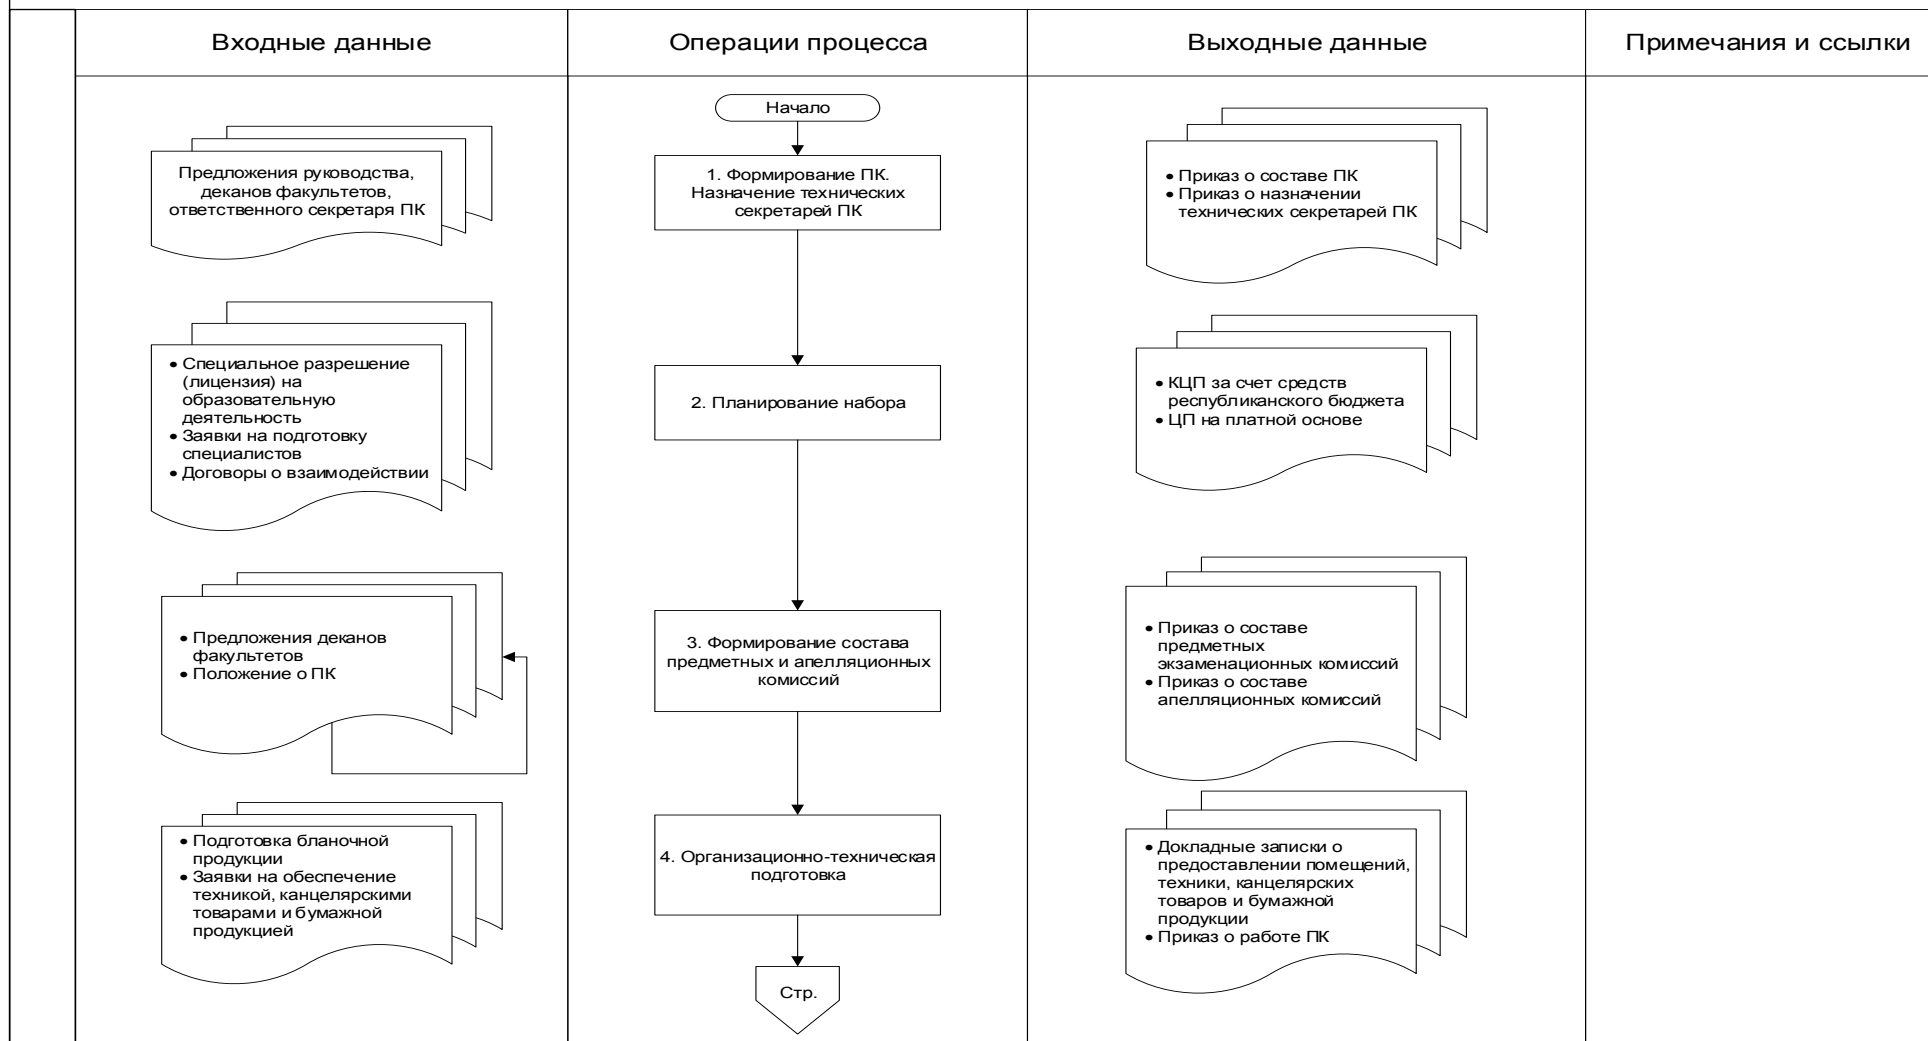 Входные данные
Операции процесса
Выходные данные
Примечания и ссылки
Начало
Предложения руководства,
деканов факультетов,
ответственного секретаря ПК
1. Формирование ПК.
Назначение технических
секретарей ПК
• Приказ о составе ПК
• Приказ о назначении
технических секретарей ПК
• Специальное разрешение
(лицензия) на
образовательную
деятельность
• Заявки на подготовку
специалистов
• Договоры о взаимодействии
2. Планирование набора
• КЦП за счет средств
республиканского бюджета
• ЦП на платной основе
• Предложения деканов
факультетов
• Положение о ПК
3. Формирование состава
предметных и апелляционных
комиссий
• Приказ о составе
предметных
экзаменационных комиссий
• Приказ о составе
апелляционных комиссий
• Подготовка бланочной
продукции
• Заявки на обеспечение
техникой, канцелярскими
товарами и бумажной
продукцией
4. Организационно-техническая
подготовка
• Докладные записки о
предоставлении помещений,
техники, канцелярских
товаров и бумажной
продукции
• Приказ о работе ПК
Стр.